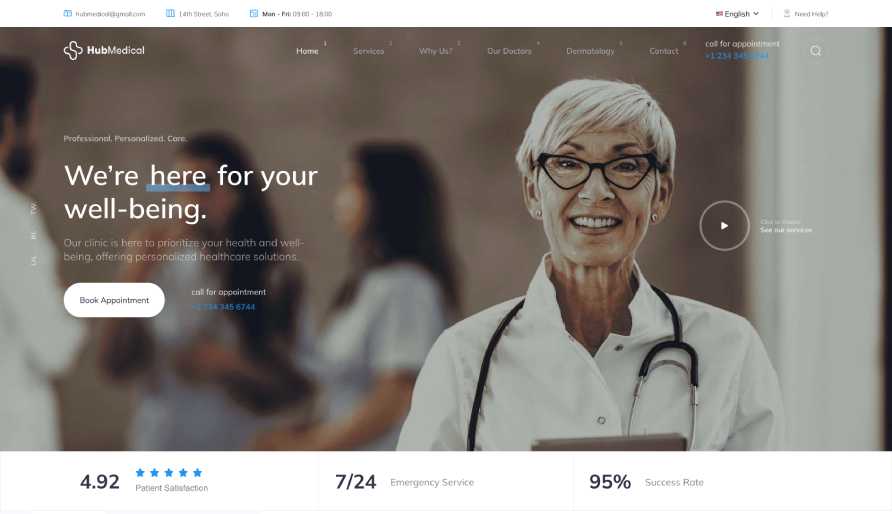 hubmedical@gmail.com
14th Street, Soho
Mon - Fri: 09:00 - 18:00
English
Need Help?
HubMedical
Home 1
Services 2
Why Us? 3
Our Doctors 4
Dermatology 5
Contact 6
call for appointment
+1 234 345 6744
Professional. Personalized. Care.
We're here for your
well-being.
Our clinic is here to prioritize your health and well-
being, offering personalized healthcare solutions.
Book Appointment
call for appointment
+1 234 345 6744
TW
LN
See our services
4.92
Patient Satisfaction
7/24
Emergency Service
95%
Success Rate